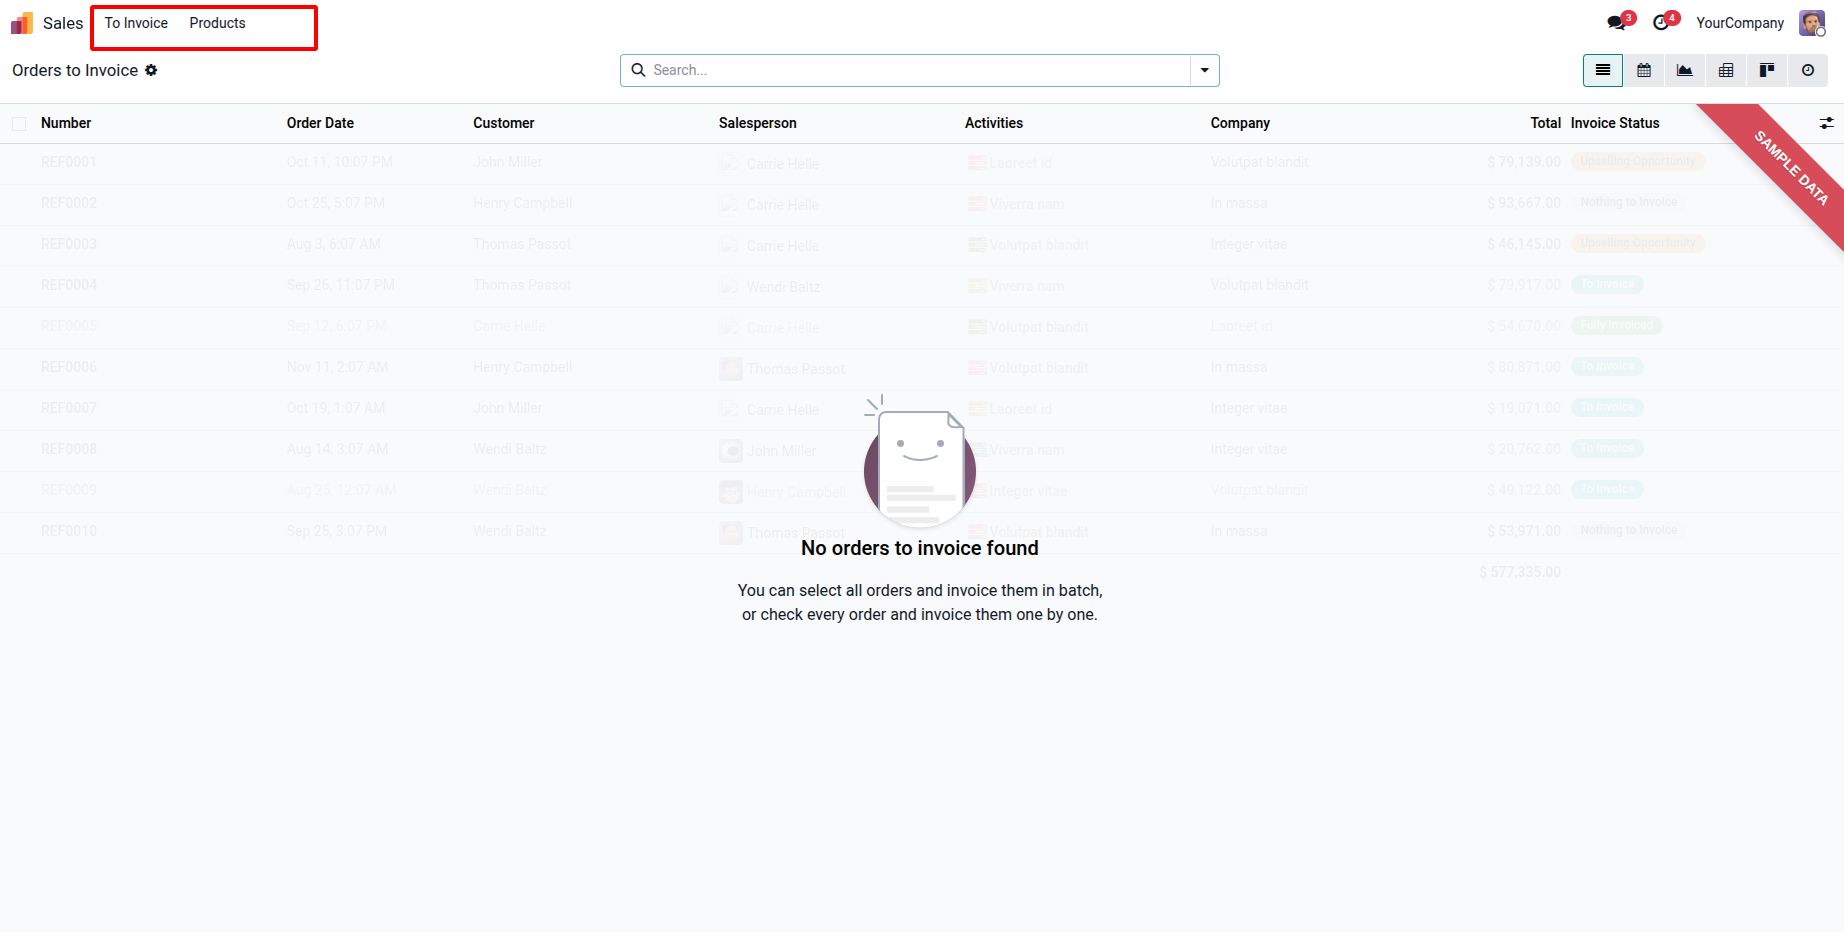 Sales To Invoice Products 3 4 YourCompany
Orders to Invoice Search...
Number Order Date Customer Salesperson Activities Company Total Invoice Status
SAMPLE DATA
REF0001 Oct 11, 10:07 PM John Miller Carrie Helle Laoreet id Volutpat blandit $ 79,139.00 Upselling Opportunity
REF0002 Oct 25, 5:07 PM Henry Campbell Carrie Helle Viverra nam In massa $ 93,667.00 Nothing to Invoice
REF0003 Aug 3, 6:07 AM Thomas Passot Carrie Helle Volutpat blandit Integer vitae $ 46,145.00 Upselling Opportunity
REF0004 Sep 26, 11:07 PM Thomas Passot Wendi Baltz Viverra nam Volutpat blandit $ 79,917.00 To Invoice
REF0005 Sep 12, 6:07 PM Carrie Helle Carrie Helle Volutpat blandit Laoreet id $ 54,670.00 Fully Invoiced
REF0006 Nov 11, 2:07 AM Henry Campbell Thomas Passot Volutpat blandit In massa $ 80,871.00 To Invoice
REF0007 Oct 19, 1:07 AM John Miller Carrie Helle Laoreet id Integer vitae $ 19,071.00 To Invoice
REF0008 Aug 14, 3:07 AM Wendi Baltz John Miller Viverra nam Integer vitae $ 20,762.00 To Invoice
REF0009 Aug 25, 12:07 AM Wendi Baltz Henry Campbell Integer vitae Volutpat blandit $ 49,122.00 To Invoice
REF0010 Sep 25, 3:07 PM Wendi Baltz Thomas Passot Volutpat blandit In massa $ 53,971.00 Nothing to Invoice
No orders to invoice found
$ 577,335.00
You can select all orders and invoice them in batch,
or check every order and invoice them one by one.